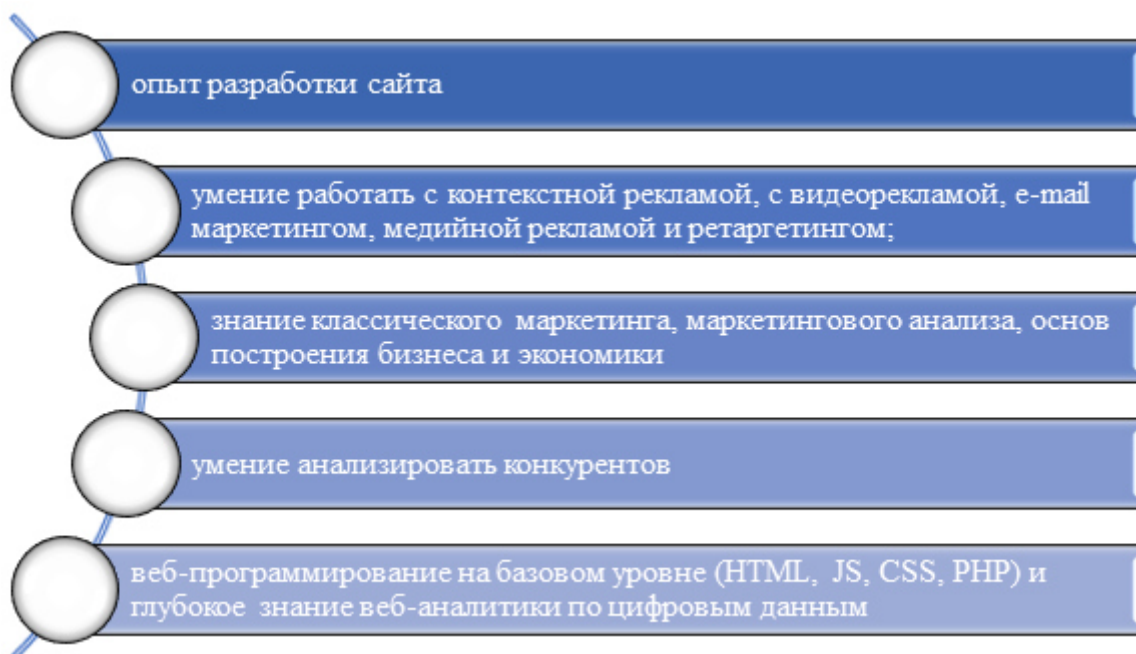 опыт разработки сайта
умение работать с контекстной рекламой, с видеорекламой, e-mail
маркетингом, медийной рекламой и ретаргетингом;
знание классического маркетинга, маркетингового анализа, основ
построения бизнеса и экономики
умение анализировать конкурентов
веб-программирование на базовом уровне (HTML, JS, CSS, PHP) и
глубокое знание веб-аналитики по цифровым данным